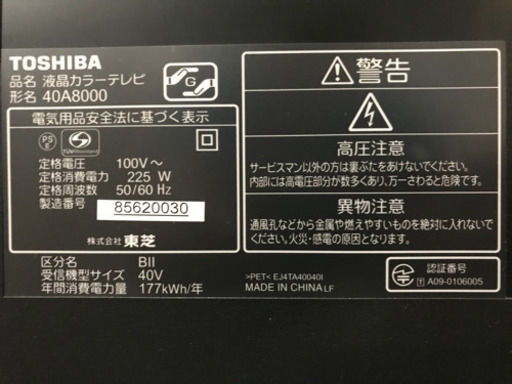 TOSHIBA
品名 液晶カラーテレビ
形名 40A8000
G
電気用品安全法に基づく表示
PS
E
定格電圧 100V～
定格消費電力 225 W
定格周波数 50/60 Hz
製造番号 85620030
株式会社 東芝
区分名 BII
受信機型サイズ 40V
年間消費電力量 177kWh/年
警告
高圧注意
サービスマン以外の方は裏ぶたをあけないでください。
内部には高電圧部分が数多くあり、万一さわると危険です。
異物注意
通風孔などから金属や燃えやすいものを絶対に入れないで
ください。火災・感電の原因となります。
>PET< EJ4TA40040I
MADE IN CHINA LF
認証番号
T A09-0106005